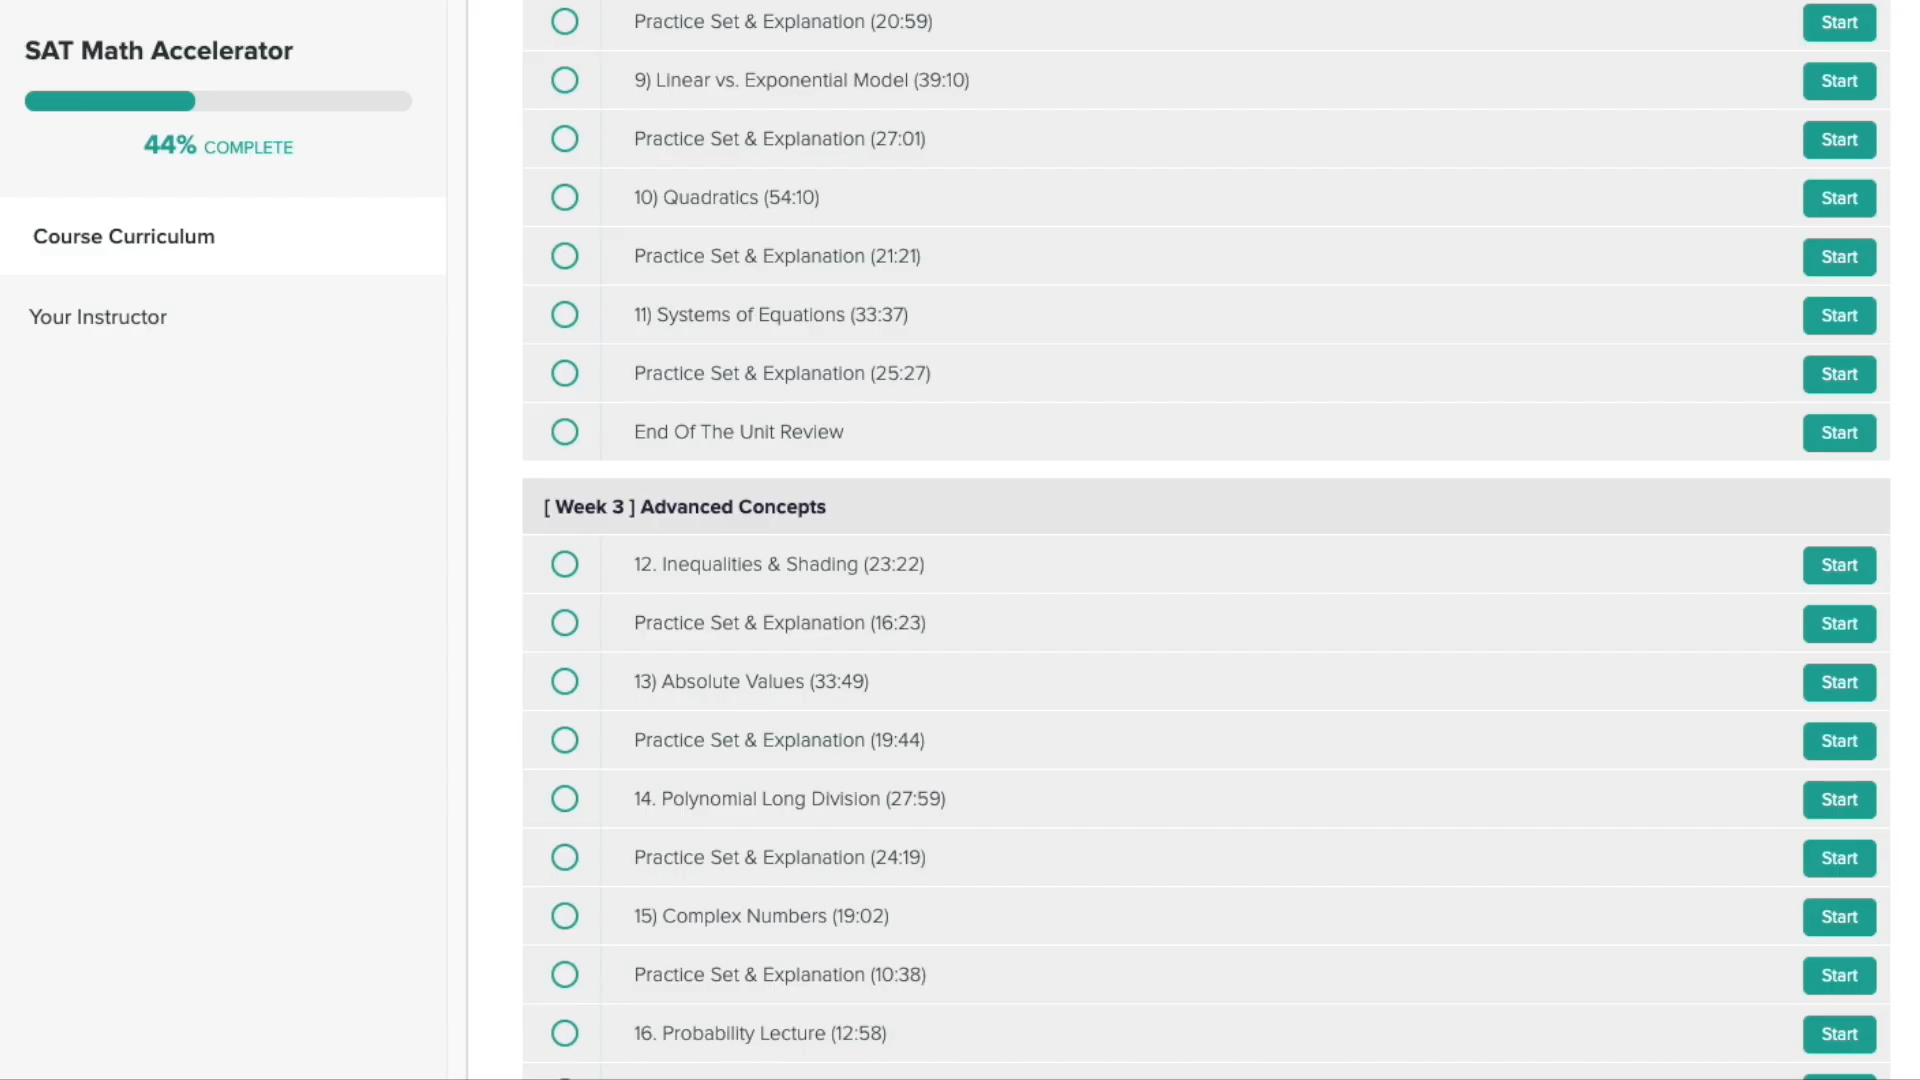 SAT Math Accelerator
44% COMPLETE
Course Curriculum
Your Instructor
Practice Set & Explanation (20:59) Start
9) Linear vs. Exponential Model (39:10) Start
Practice Set & Explanation (27:01) Start
10) Quadratics (54:10) Start
Practice Set & Explanation (21:21) Start
11) Systems of Equations (33:37) Start
Practice Set & Explanation (25:27) Start
End Of The Unit Review Start
[ Week 3 ] Advanced Concepts
12. Inequalities & Shading (23:22) Start
Practice Set & Explanation (16:23) Start
13) Absolute Values (33:49) Start
Practice Set & Explanation (19:44) Start
14. Polynomial Long Division (27:59) Start
Practice Set & Explanation (24:19) Start
15) Complex Numbers (19:02) Start
Practice Set & Explanation (10:38) Start
16. Probability Lecture (12:58) Start